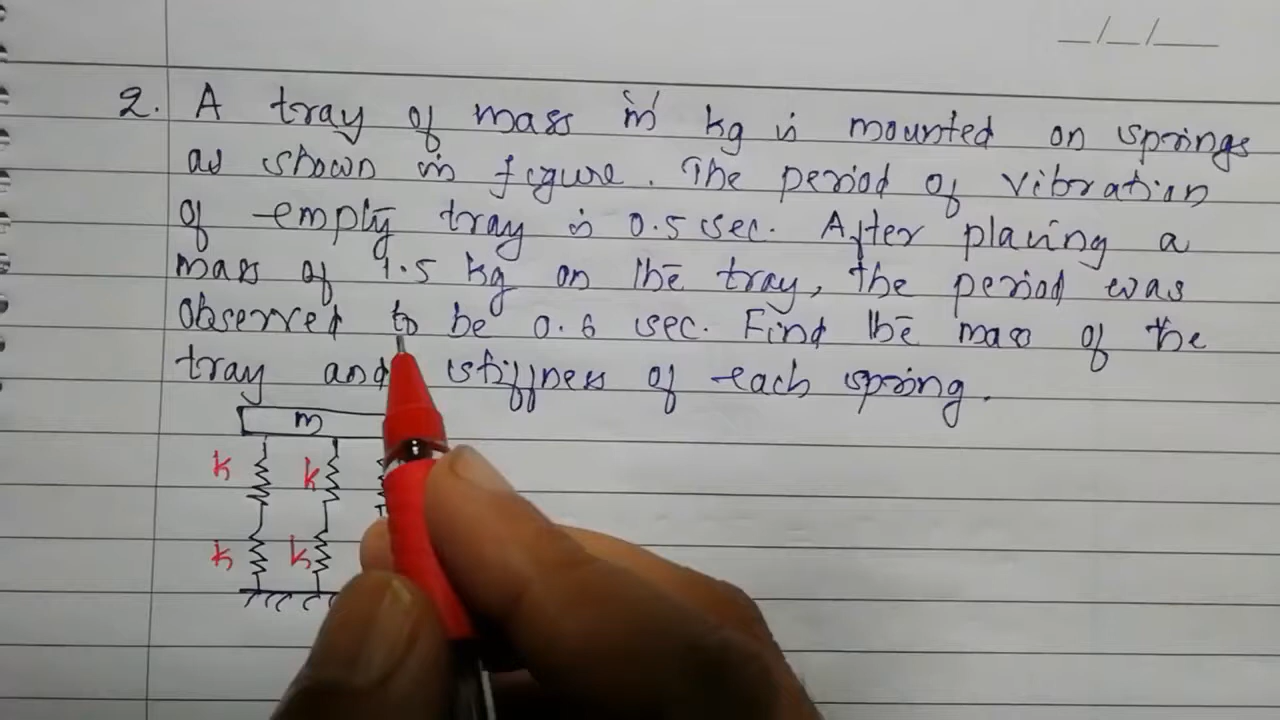 __/__/____
2. A tray of mass 'm' kg is mounted on springs
as shown in figure. The period of vibration
of empty tray is 0.5 sec. After placing a
mass of 1.5 kg on the tray, the period was
observed to be 0.6 sec. Find the mass of the
tray and stiffness of each spring.
m
k k
k k